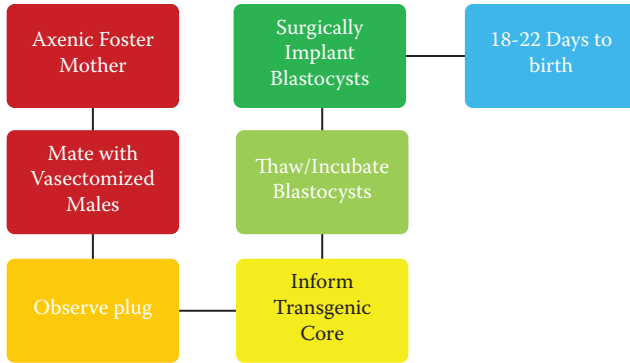 Axenic Foster
Mother
Mate with
Vasectomized
Males
Observe plug
Inform
Transgenic
Core
Thaw/Incubate
Blastocysts
Surgically
Implant
Blastocysts
18-22 Days to
birth